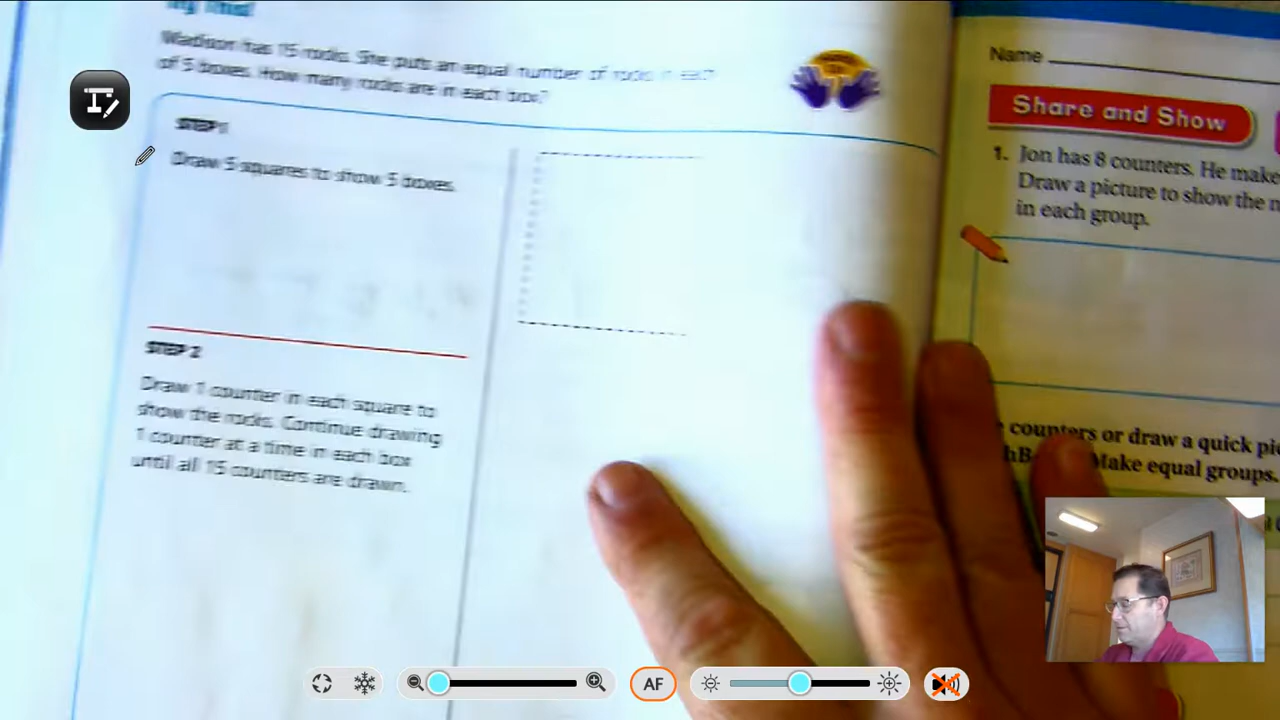 Try This!
Madison has 15 rocks. She puts an equal number of rocks in each
of 5 boxes. How many rocks are in each box?
STEP 1
Draw 5 squares to show 5 boxes.
STEP 2
Draw 1 counter in each square to
show the rocks. Continue drawing
1 counter at a time in each box
until all 15 counters are drawn.
Name
Share and Show
1. Jon has 8 counters. He make
Draw a picture to show the n
in each group.
counters or draw a quick pi
Make equal groups.
AF